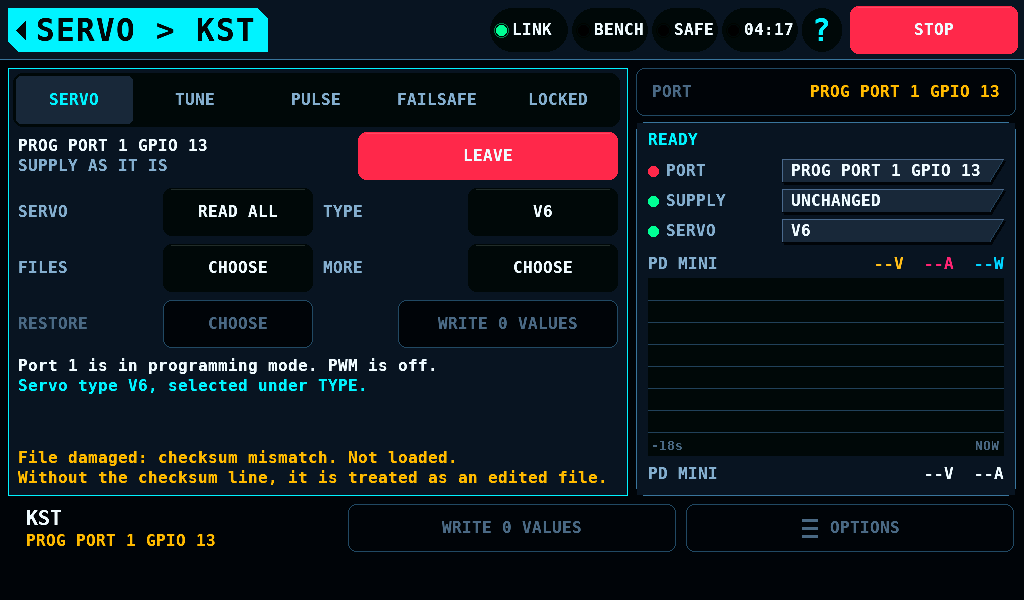 SERVO > KST
LINK
BENCH
SAFE
04:17
?
STOP
SERVO
TUNE
PULSE
FAILSAFE
LOCKED
PORT
PROG PORT 1 GPIO 13
PROG PORT 1 GPIO 13
SUPPLY AS IT IS
LEAVE
READY
PORT
PROG PORT 1 GPIO 13
SUPPLY
UNCHANGED
SERVO
V6
SERVO
READ ALL
TYPE
V6
FILES
CHOOSE
MORE
CHOOSE
RESTORE
CHOOSE
WRITE 0 VALUES
PD MINI
--V
--A
--W
Port 1 is in programming mode. PWM is off.
Servo type V6, selected under TYPE.
File damaged: checksum mismatch. Not loaded.
Without the checksum line, it is treated as an edited file.
-18s
NOW
PD MINI
--V
--A
KST
PROG PORT 1 GPIO 13
WRITE 0 VALUES
OPTIONS